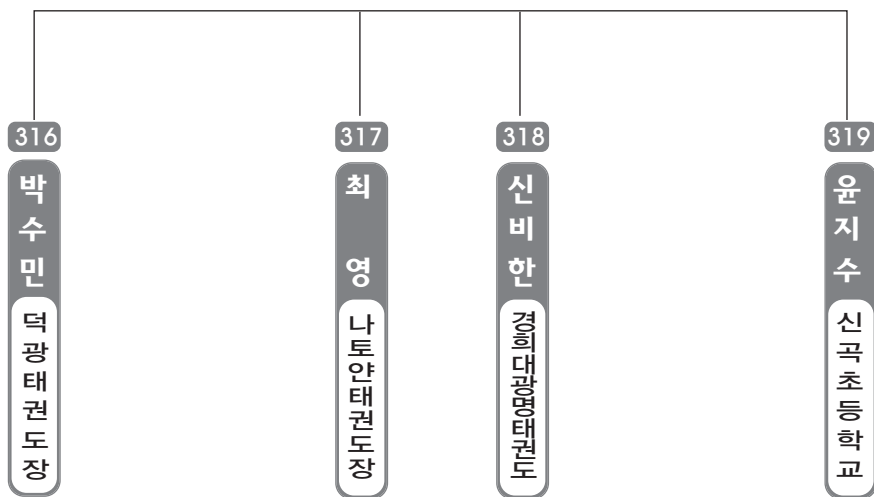 316
박수민
덕광태권도장
317
최 영
나토얀태권도장
318
신비한
경희대광명태권도
319
윤지수
신곡초등학교